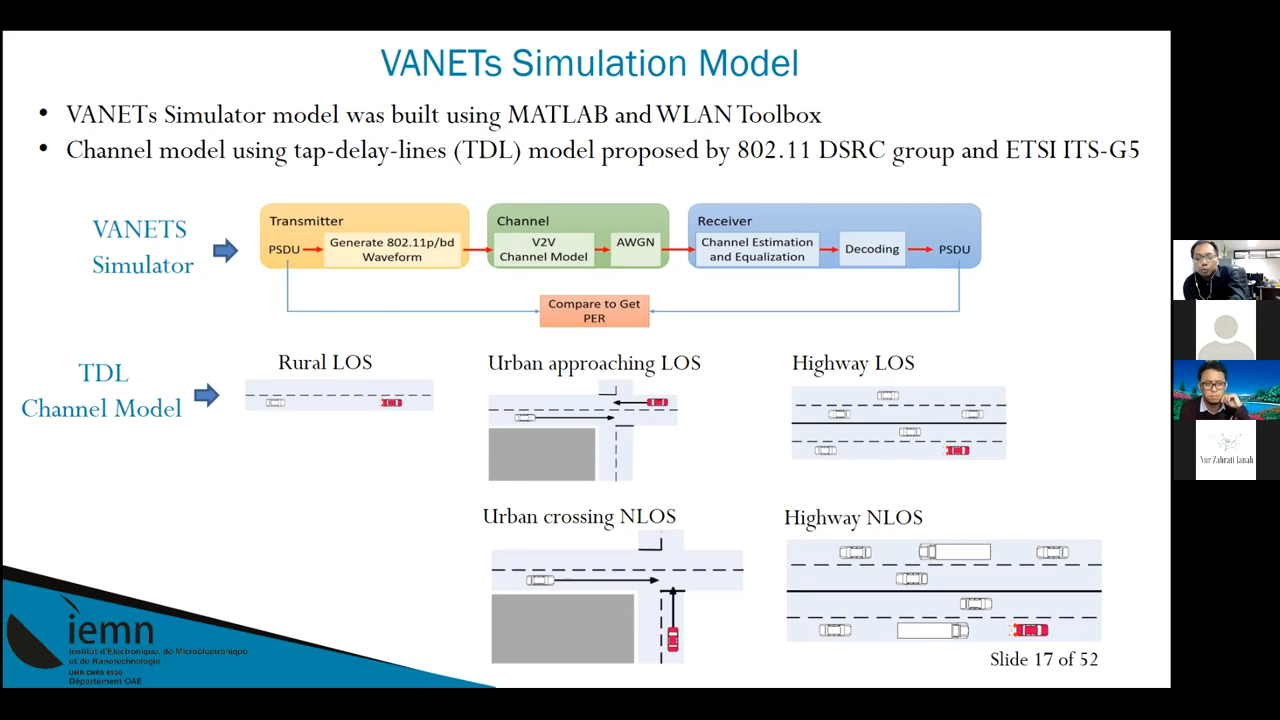 VANETs Simulation Model
• VANETs Simulator model was built using MATLAB and WLAN Toolbox
• Channel model using tap-delay-lines (TDL) model proposed by 802.11 DSRC group and ETSI ITS-G5
VANETS
Simulator
Transmitter
PSDU
Generate 802.11p/bd
Waveform
Channel
V2V
Channel Model
AWGN
Receiver
Channel Estimation
and Equalization
Decoding
PSDU
Compare to Get
PER
TDL
Channel Model
Rural LOS
Urban approaching LOS
Highway LOS
Urban crossing NLOS
Highway NLOS
iemn
Institut d'Electronique, de Microélectronique
et de Nanotechnologie
UMR CNRS 8520
Département OAE
Slide 17 of 52
Nur Zahrati Janah